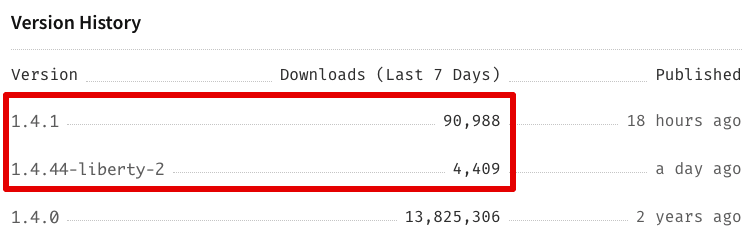 Version History
Version Downloads (Last 7 Days) Published
1.4.1 90,988 18 hours ago
1.4.44-liberty-2 4,409 a day ago
1.4.0 13,825,306 2 years ago